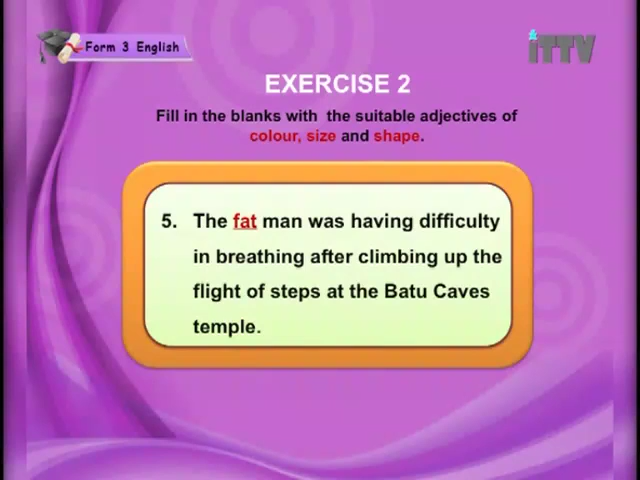 Form 3 English
iTTV
EXERCISE 2
Fill in the blanks with the suitable adjectives of
colour, size and shape.
5. The fat man was having difficulty
in breathing after climbing up the
flight of steps at the Batu Caves
temple.